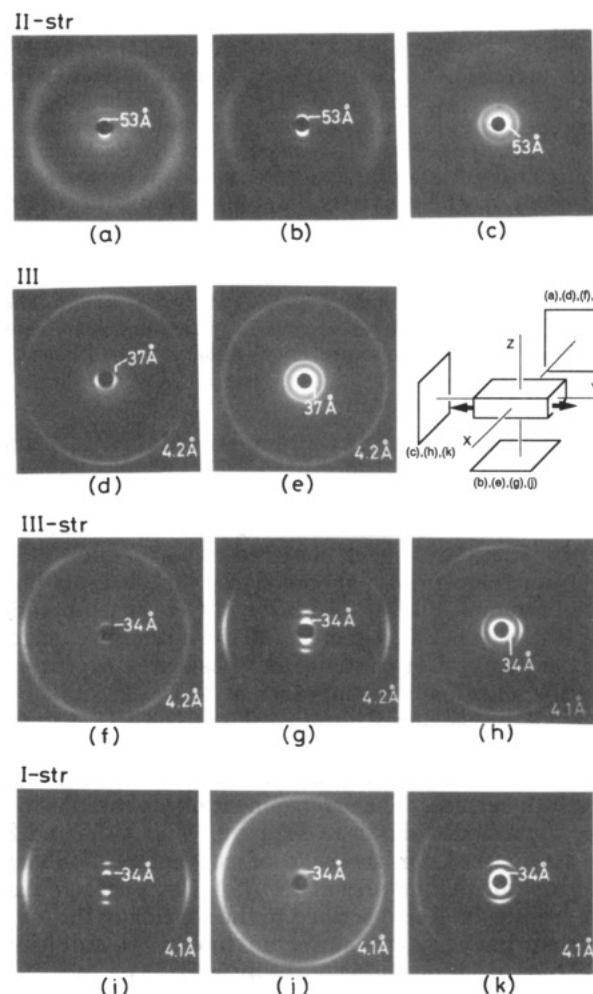 II-str
53Å
53Å
53Å
(a)
(b)
(c)
III
37Å
4.2Å
(d)
37Å
4.2Å
(e)
(a),(d),(f),
Z
X
(c),(h),(k)
(b),(e),(g),(j)
III-str
34Å
4.2Å
(f)
34Å
4.2Å
(g)
34Å
4.1Å
(h)
I-str
34Å
4.1Å
(i)
34Å
4.1Å
(j)
34Å
4.1Å
(k)